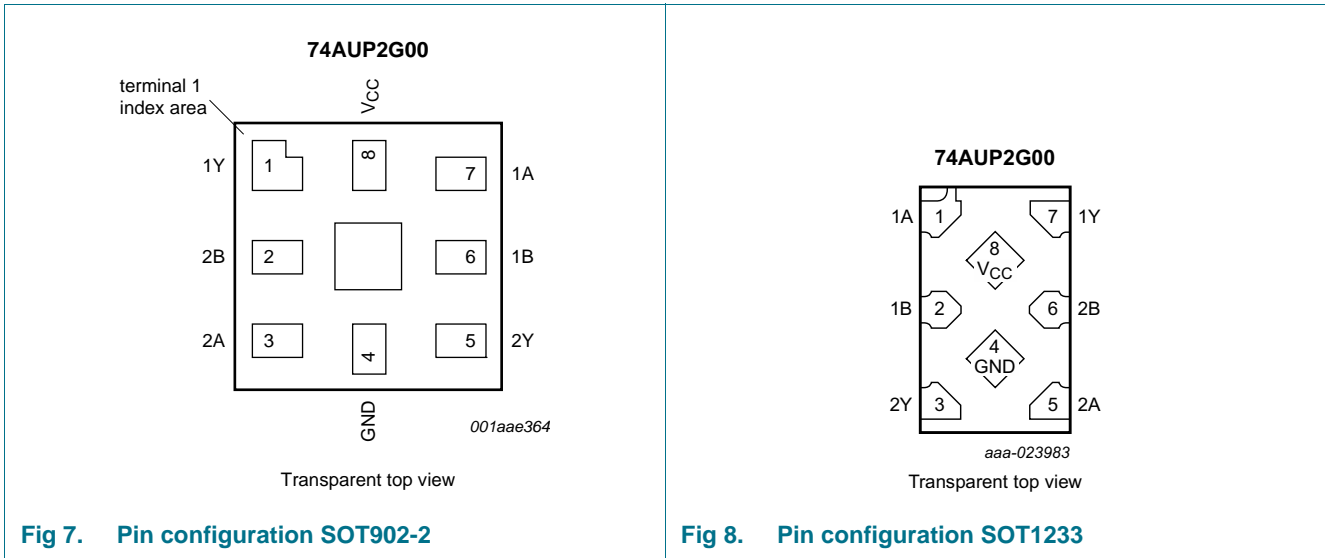 74AUP2G00
terminal 1
index area
VCC
1Y 1 8 7 1A
2B 2 6 1B
2A 3 4 5 2Y
GND
001aae364
Transparent top view
Fig 7. Pin configuration SOT902-2
74AUP2G00
1A 1 7 1Y
8
VCC
1B 2 6 2B
4
GND
2Y 3 5 2A
aaa-023983
Transparent top view
Fig 8. Pin configuration SOT1233